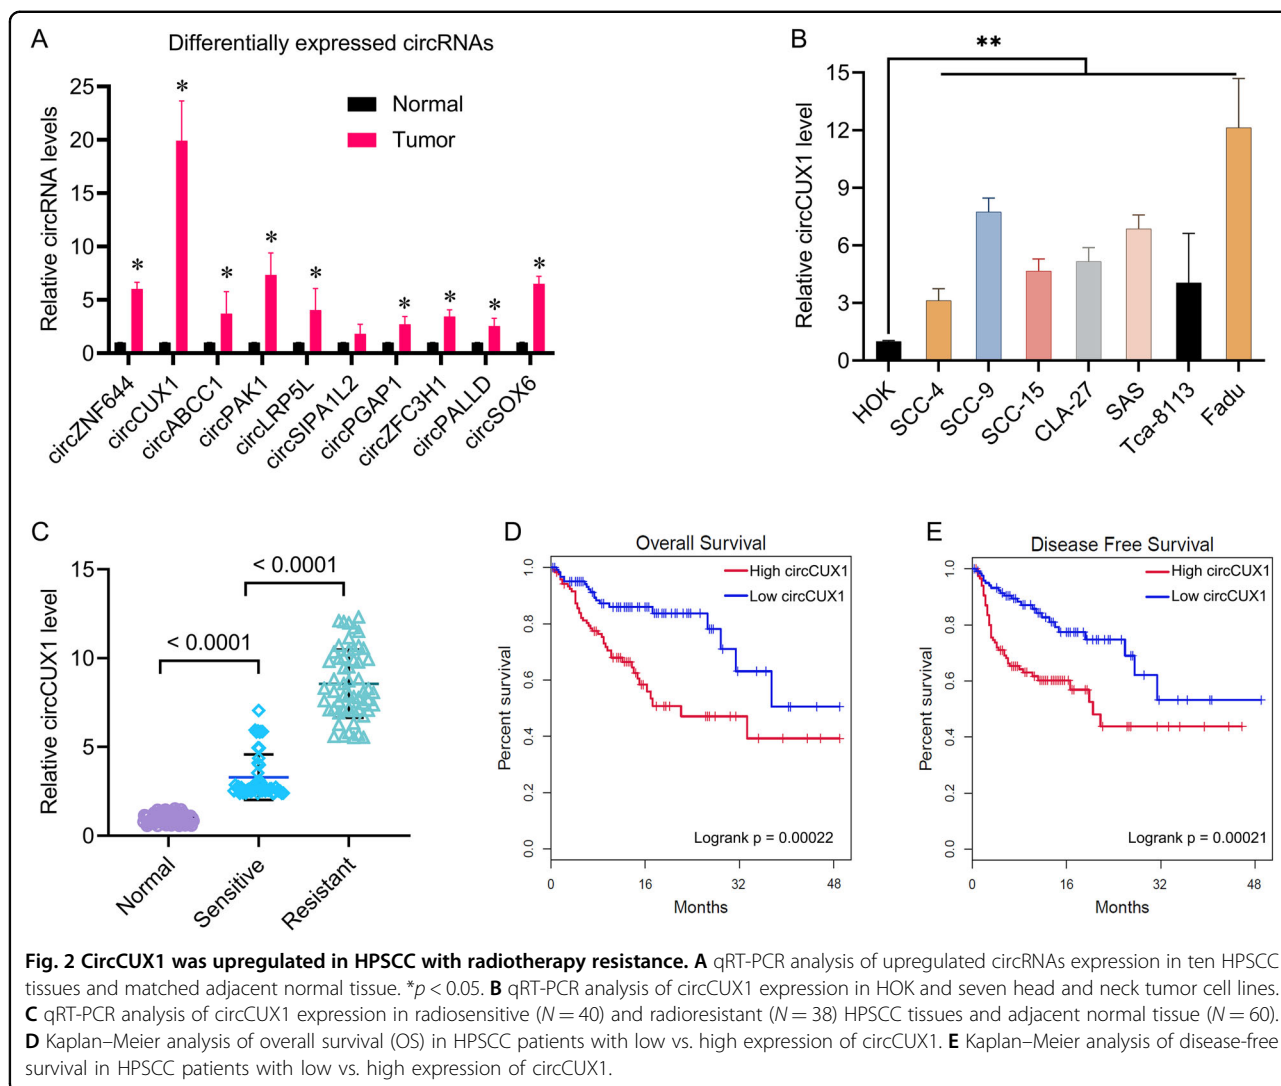 A
Differentially expressed circRNAs
Relative circRNA levels
30
25
20
15
10
5
0
Normal
Tumor
*
*
*
*
*
*
*
*
*
circZNF644
circCUX1
circABCC1
circPAK1
circLRP5L
circSIPA1L2
circPGAP1
circZFC3H1
circPALLD
circSOX6
B
**
Relative circCUX1 level
15
12
9
6
3
0
HOK
SCC-4
SCC-9
SCC-15
CLA-27
SAS
Tca-8113
Fadu
C
Relative circCUX1 level
15
10
5
0
< 0.0001
< 0.0001
Normal
Sensitive
Resistant
D
Overall Survival
High circCUX1
Low circCUX1
Percent survival
1.0
0.8
0.6
0.4
0.2
0.0
Logrank p = 0.00022
0 16 32 48
Months
E
Disease Free Survival
High circCUX1
Low circCUX1
Percent survival
1.0
0.8
0.6
0.4
0.2
0.0
Logrank p = 0.00021
0 16 32 48
Months
Fig. 2 CircCUX1 was upregulated in HPSCC with radiotherapy resistance. A qRT-PCR analysis of upregulated circRNAs expression in ten HPSCC
tissues and matched adjacent normal tissue. *p < 0.05. B qRT-PCR analysis of circCUX1 expression in HOK and seven head and neck tumor cell lines.
C qRT-PCR analysis of circCUX1 expression in radiosensitive (N = 40) and radioresistant (N = 38) HPSCC tissues and adjacent normal tissue (N = 60).
D Kaplan–Meier analysis of overall survival (OS) in HPSCC patients with low vs. high expression of circCUX1. E Kaplan–Meier analysis of disease-free
survival in HPSCC patients with low vs. high expression of circCUX1.